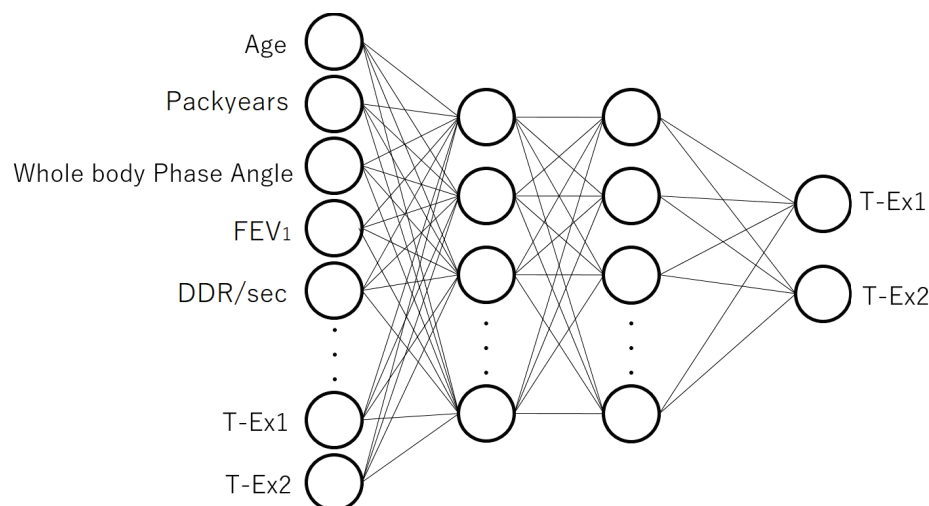 Age
Packyears
Whole body Phase Angle
FEV1
DDR/sec
T-Ex1
T-Ex2
T-Ex1
T-Ex2